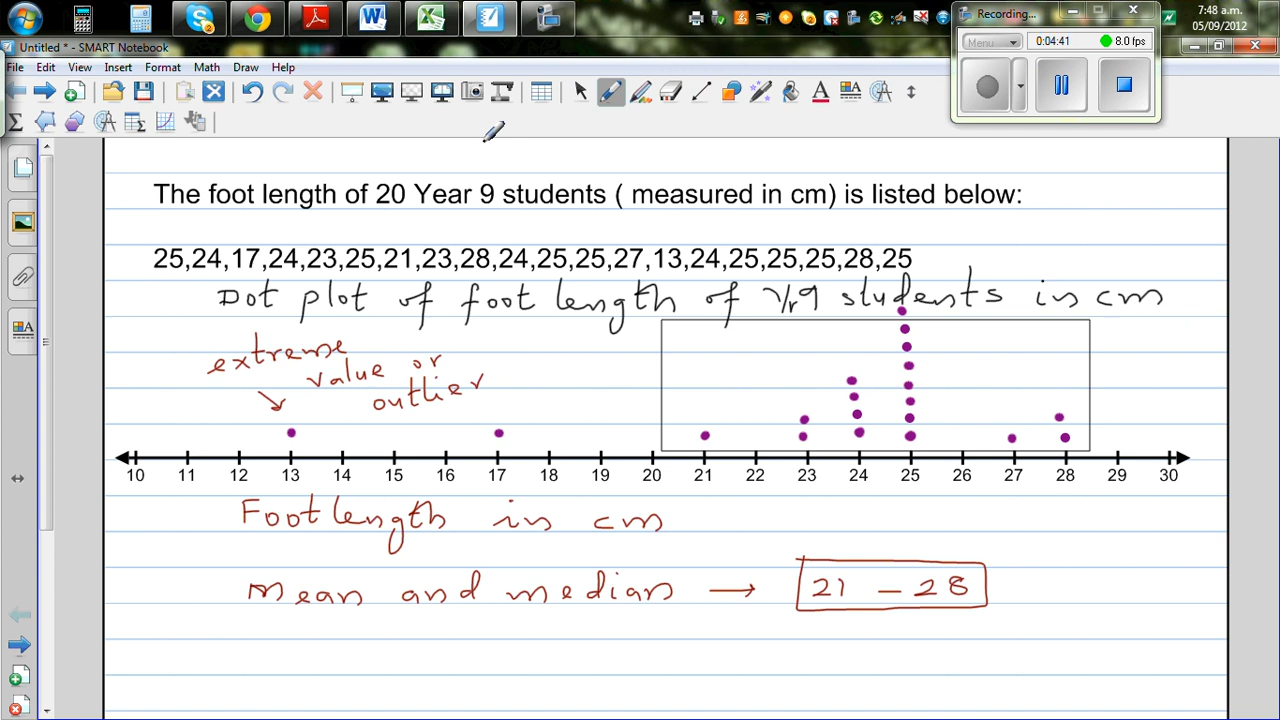 7:48 a.m.
05/09/2012
Recording...
Menu
0:04:41
8.0 fps
Untitled * - SMART Notebook
File Edit View Insert Format Math Draw Help
The foot length of 20 Year 9 students ( measured in cm) is listed below:
25,24,17,24,23,25,21,23,28,24,25,25,27,13,24,25,25,25,28,25
Dot plot of foot length of Yr9 students in cm
extreme
value or
outlier
10 11 12 13 14 15 16 17 18 19 20 21 22 23 24 25 26 27 28 29 30
Foot length in cm
Mean and median → 21 – 28